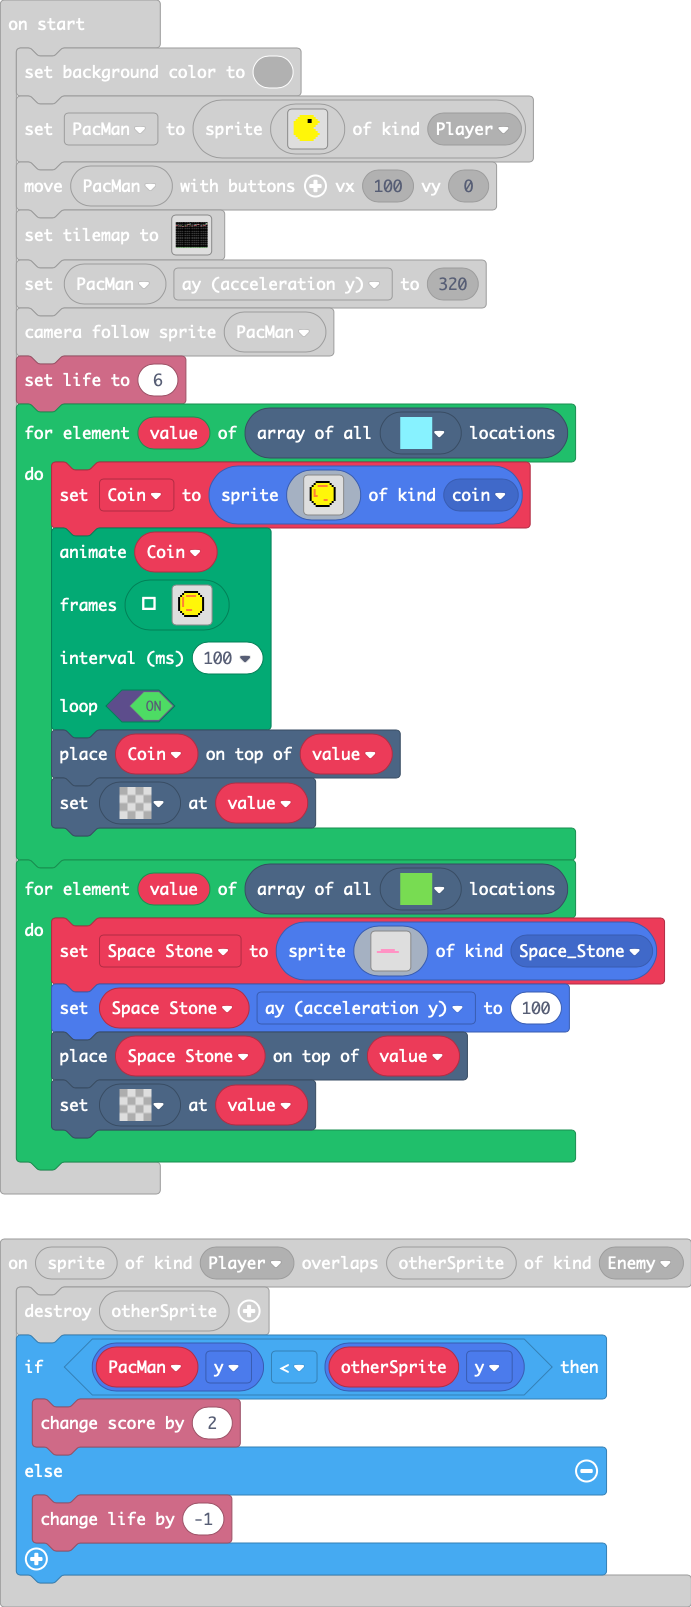 on start
set background color to
set PacMan to sprite of kind Player
move PacMan with buttons vx 100 vy 0
set tilemap to
set PacMan ay (acceleration y) to 320
camera follow sprite PacMan
set life to 6
for element value of array of all locations
do
set Coin to sprite of kind coin
animate Coin
frames
interval (ms) 100
loop ON
place Coin on top of value
set at value
for element value of array of all locations
do
set Space Stone to sprite of kind Space_Stone
set Space Stone ay (acceleration y) to 100
place Space Stone on top of value
set at value
on sprite of kind Player overlaps otherSprite of kind Enemy
destroy otherSprite
if PacMan y < otherSprite y then
change score by 2
else
change life by -1